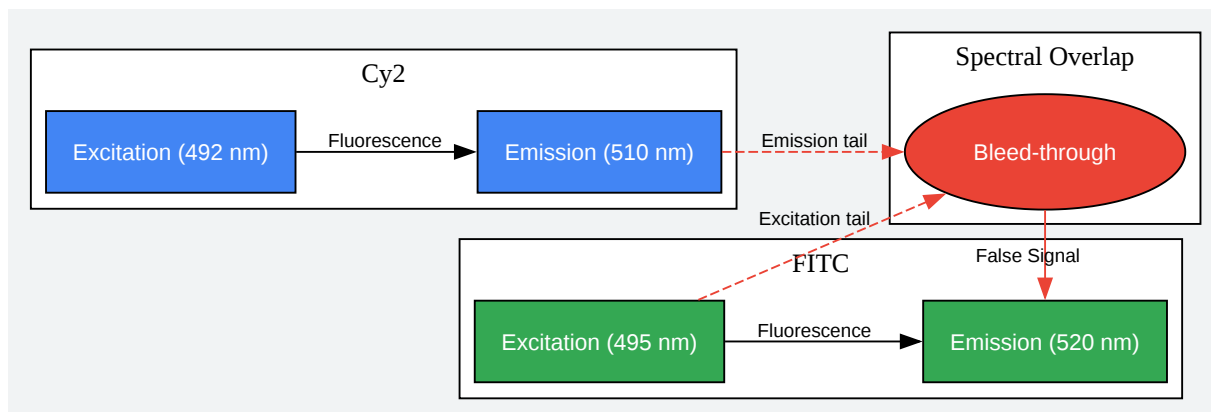 Cy2
Excitation (492 nm)
Fluorescence
Emission (510 nm)
Emission tail
Spectral Overlap
Bleed-through
Excitation tail
False Signal
FITC
Excitation (495 nm)
Fluorescence
Emission (520 nm)